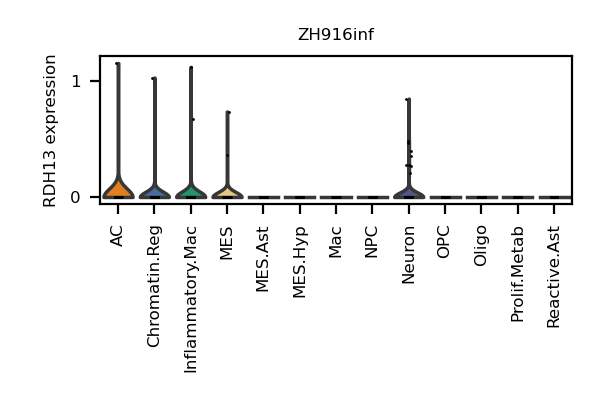 ZH916inf
RDH13 expression
1
0
AC
Chromatin.Reg
Inflammatory.Mac
MES
MES.Ast
MES.Hyp
Mac
NPC
Neuron
OPC
Oligo
Prolif.Metab
Reactive.Ast